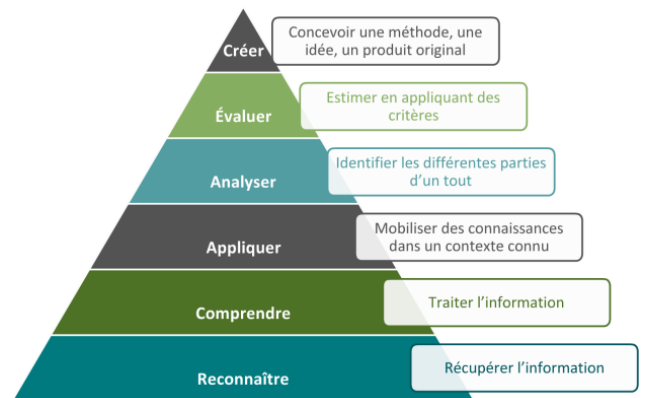 Créer
Concevoir une méthode, une
idée, un produit original
Évaluer
Estimer en appliquant des
critères
Analyser
Identifier les différentes parties
d'un tout
Appliquer
Mobiliser des connaissances
dans un contexte connu
Comprendre
Traiter l'information
Reconnaître
Récupérer l'information